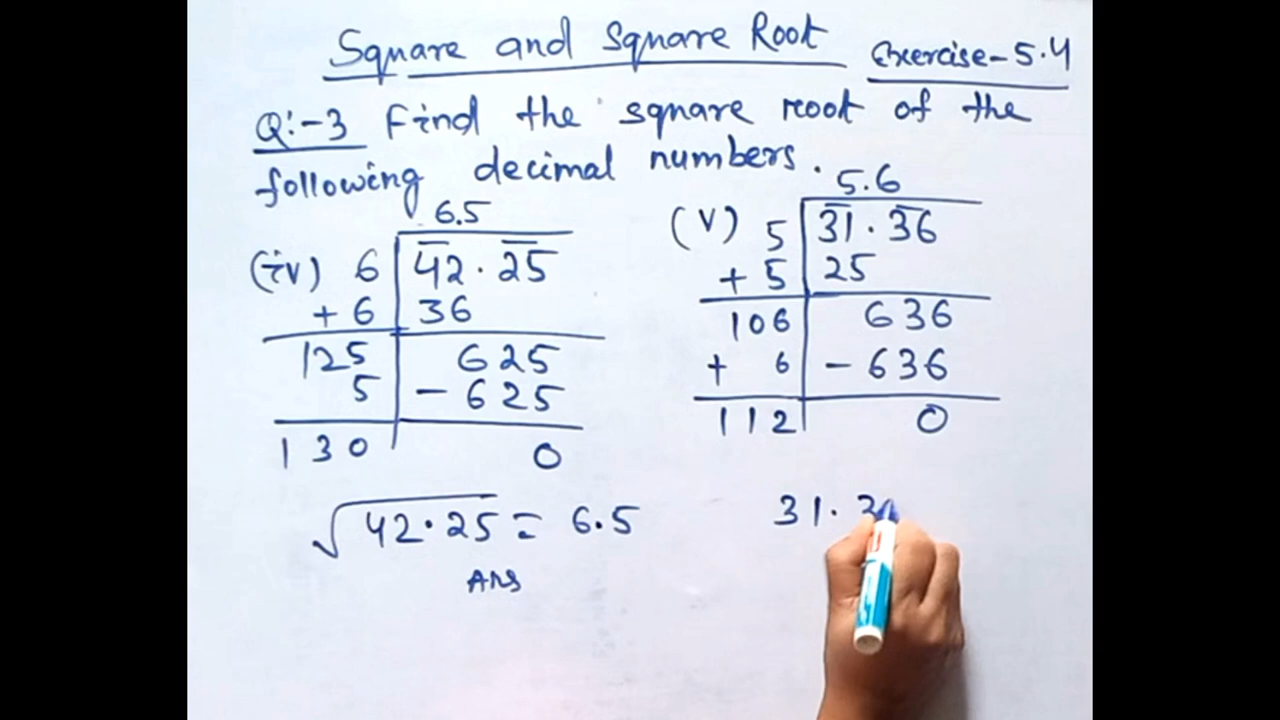 Square and Square Root Exercise-5.4
Q:-3 Find the square root of the
following decimal numbers.
6.5
(iv) 6 42.25
+ 6 36
125 625
5 - 625
130 0
√42.25 = 6.5
Ans
5.6
(v) 5 31.36
+ 5 25
106 636
+ 6 - 636
112 0
31.3